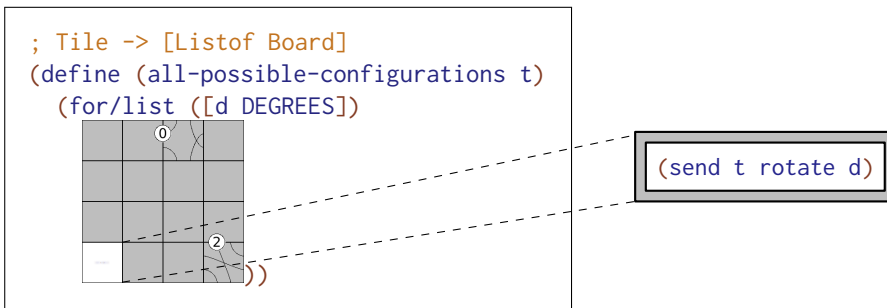 ; Tile -> [Listof Board]
(define (all-possible-configurations t)
(for/list ([d DEGREES])
0
2
))
(send t rotate d)